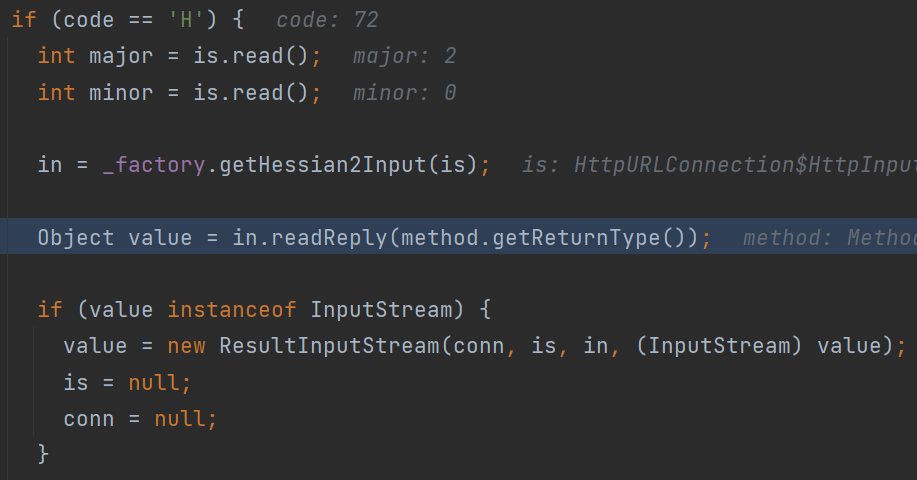 if (code == 'H') {  code: 72
int major = is.read();  major: 2
int minor = is.read();  minor: 0
in = _factory.getHessian2Input(is);  is: HttpURLConnection$HttpInput
Object value = in.readReply(method.getReturnType());  method: Metho
if (value instanceof InputStream) {
value = new ResultInputStream(conn, is, in, (InputStream) value);
is = null;
conn = null;
}